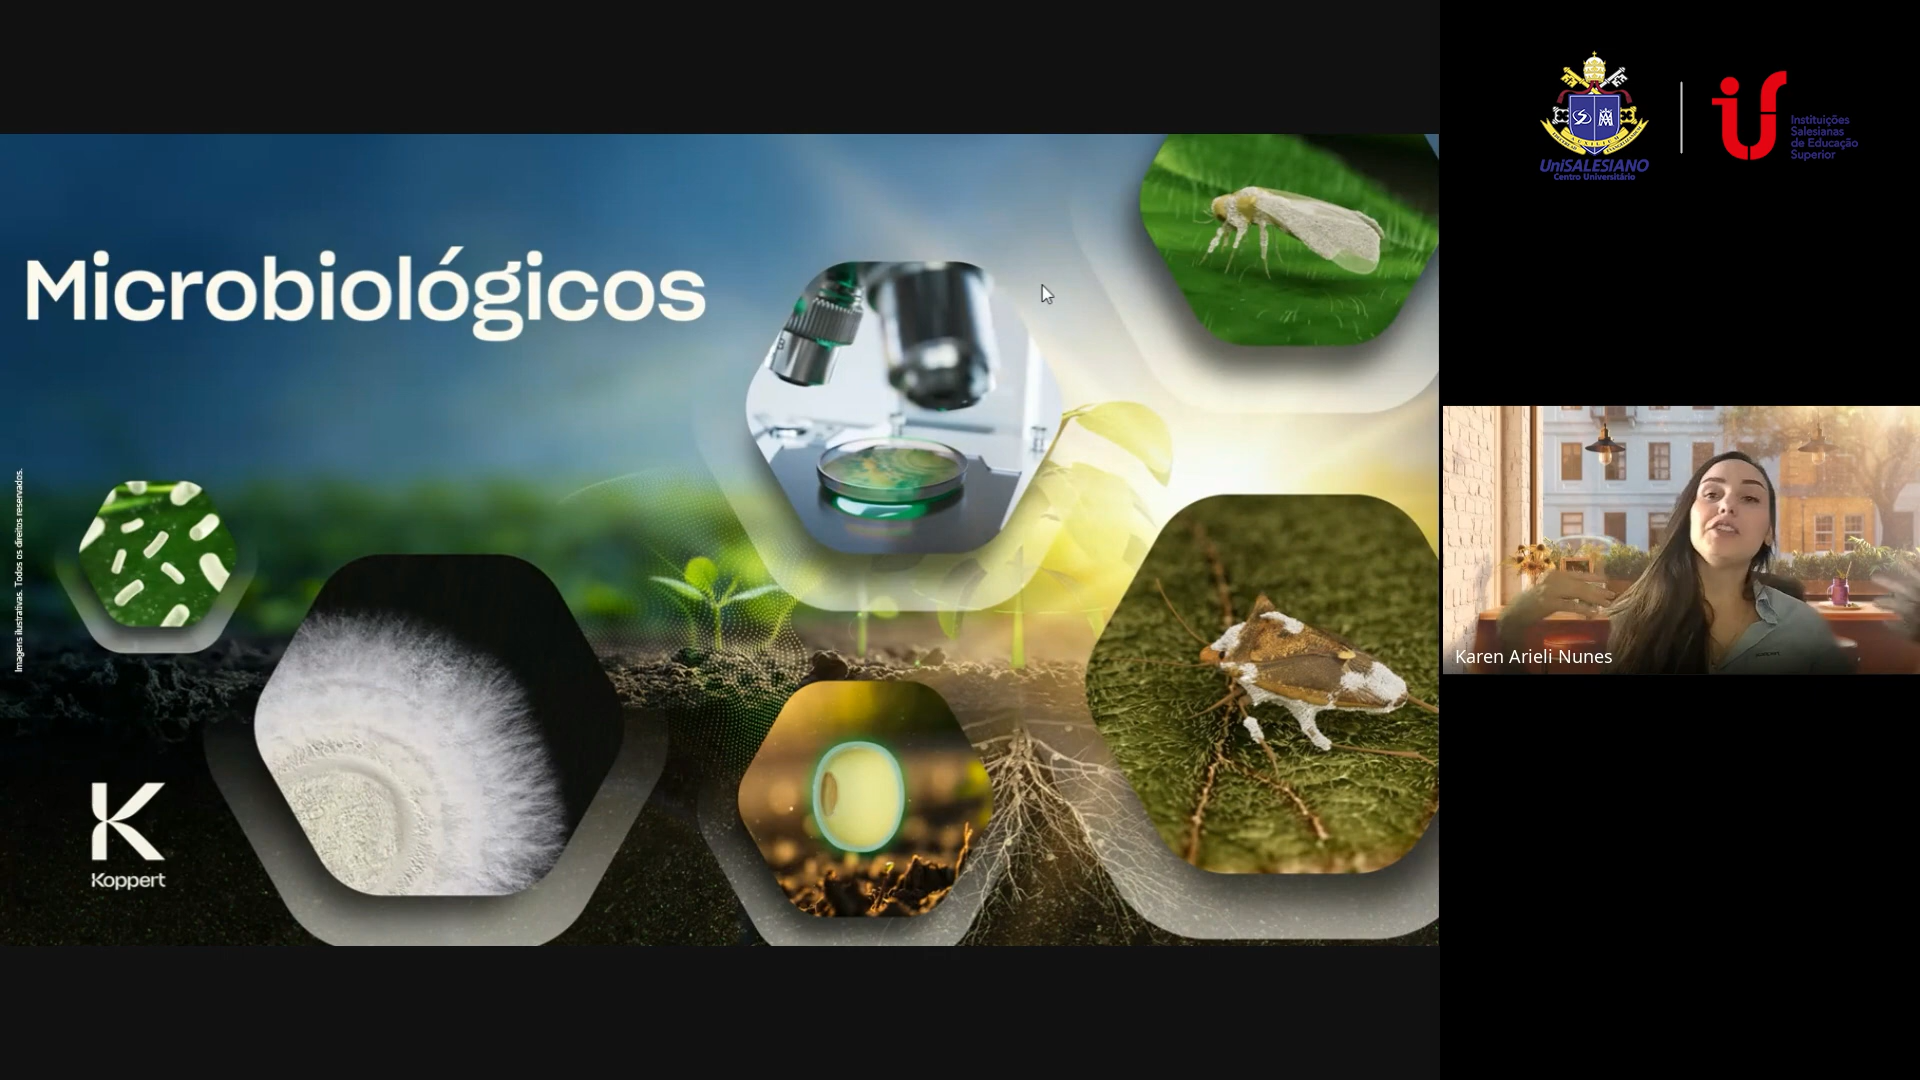 Microbiológicos
Imagens ilustrativas. Todos os direitos reservados.
Koppert
UniSALESIANO
Centro Universitário
Instituições
Salesianas
de Educação
Superior
Karen Arieli Nunes